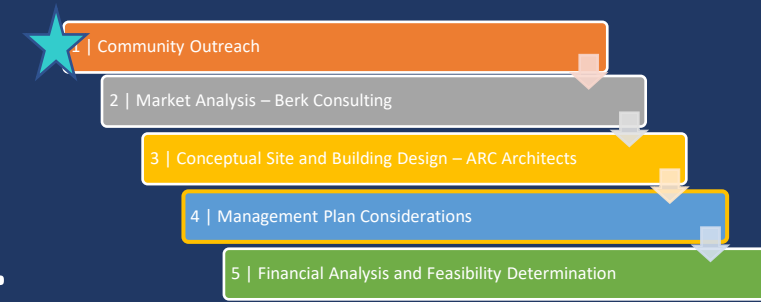 1 | Community Outreach
2 | Market Analysis – Berk Consulting
3 | Conceptual Site and Building Design – ARC Architects
4 | Management Plan Considerations
5 | Financial Analysis and Feasibility Determination